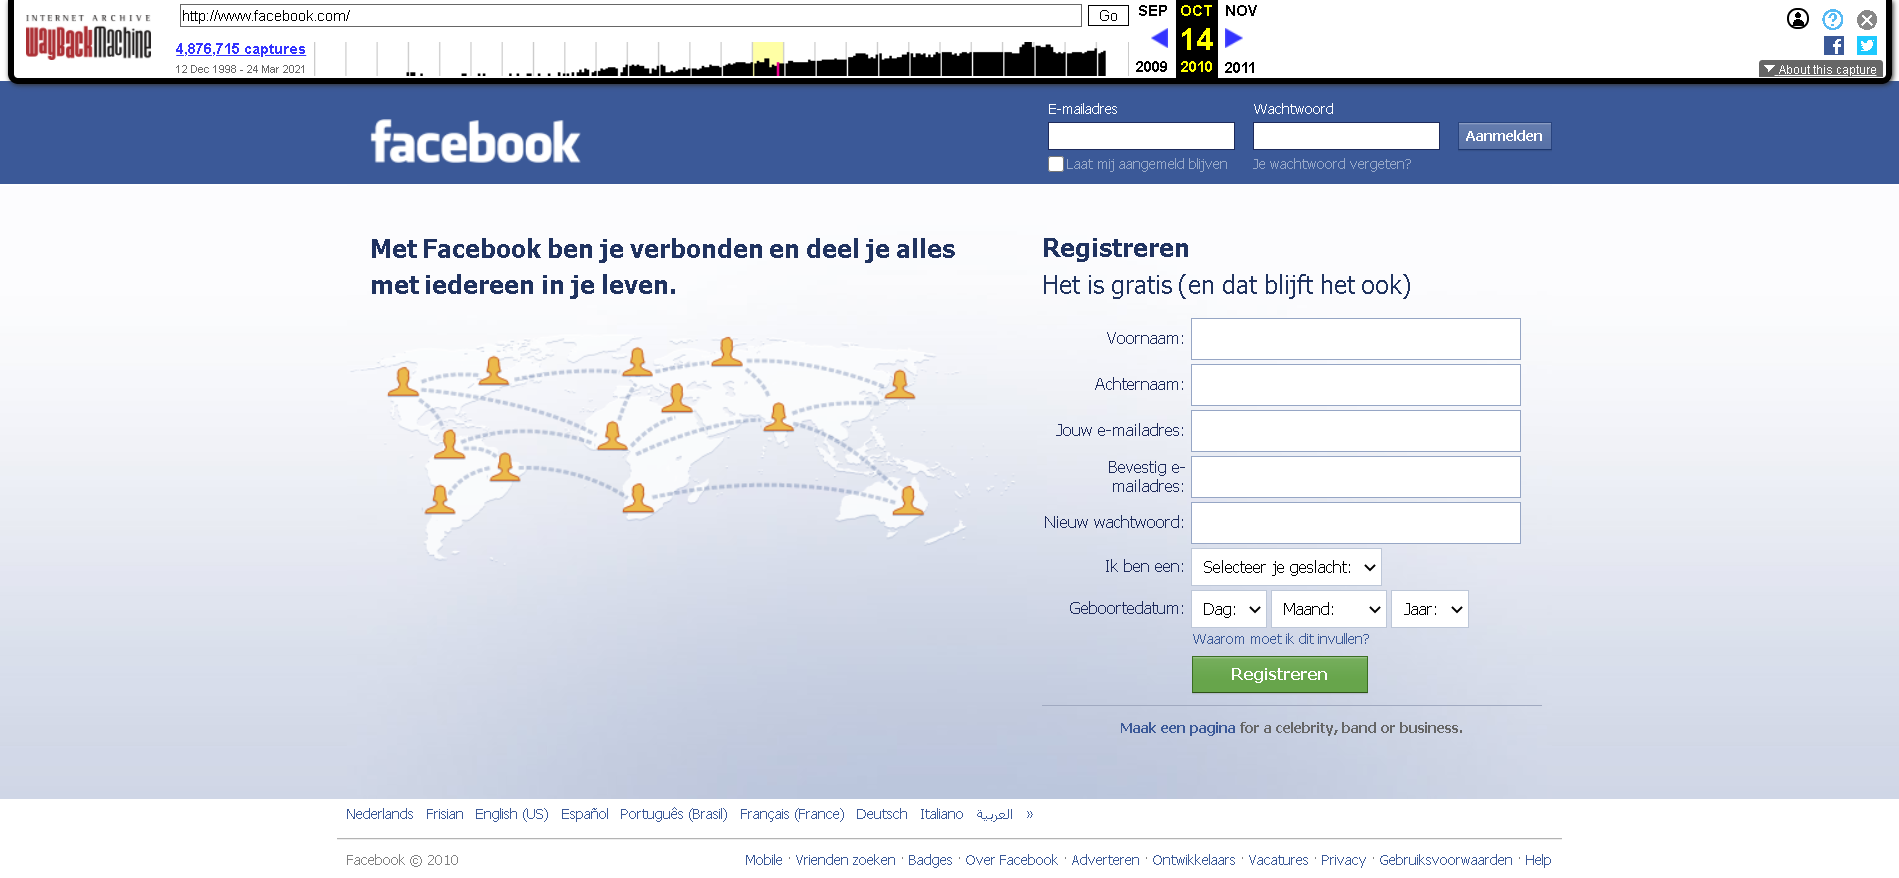 INTERNET ARCHIVE
WayBackMachine
http://www.facebook.com/
Go
4,876,715 captures
12 Dec 1998 - 24 Mar 2021
SEP OCT NOV
14
2009 2010 2011
About this capture
facebook
E-mailadres
Wachtwoord
Aanmelden
Laat mij aangemeld blijven
Je wachtwoord vergeten?
Met Facebook ben je verbonden en deel je alles
met iedereen in je leven.
Registreren
Het is gratis (en dat blijft het ook)
Voornaam:
Achternaam:
Jouw e-mailadres:
Bevestig e-
mailadres:
Nieuw wachtwoord:
Ik ben een: Selecteer je geslacht:
Geboortedatum: Dag: Maand: Jaar:
Waarom moet ik dit invullen?
Registreren
Maak een pagina for a celebrity, band or business.
Nederlands Frisian English (US) Español Português (Brasil) Français (France) Deutsch Italiano العربية »
Facebook © 2010
Mobile · Vrienden zoeken · Badges · Over Facebook · Adverteren · Ontwikkelaars · Vacatures · Privacy · Gebruiksvoorwaarden · Help